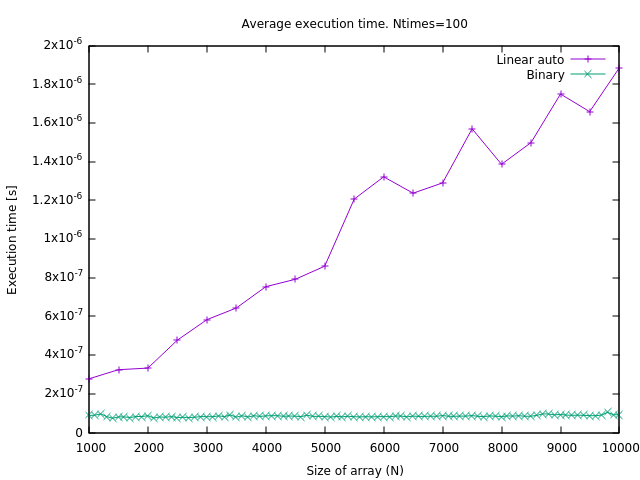 Average execution time. Ntimes=100
Linear auto
Binary
2x10⁻⁶
1.8x10⁻⁶
1.6x10⁻⁶
1.4x10⁻⁶
1.2x10⁻⁶
1x10⁻⁶
8x10⁻⁷
6x10⁻⁷
4x10⁻⁷
2x10⁻⁷
0
Execution time [s]
1000 2000 3000 4000 5000 6000 7000 8000 9000 10000
Size of array (N)